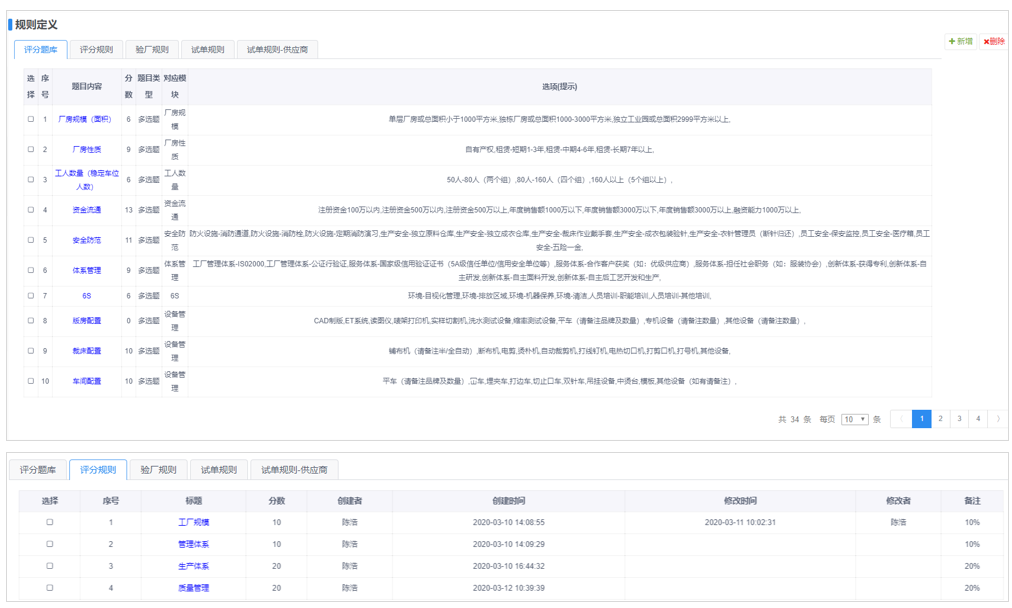 规则定义
评分题库 评分规则 验厂规则 试单规则 试单规则-供应商
+新增 ×删除
选择 序号 题目内容 分数 题目类型 对应模块 选项(提示)
1 厂房规模（面积） 6 多选题 厂房规模 单层厂房或总面积小于1000平方米,独栋厂房或总面积1000-3000平方米,独立工业园或总面积2999平方米以上,
2 厂房性质 9 多选题 厂房性质 自有产权,租赁-短期1-3年,租赁-中期4-6年,租赁-长期7年以上,
3 工人数量（稳定车位人数） 6 多选题 工人数量 50人-80人（两个组）,80人-160人（四个组）,160人以上（5个组以上）,
4 资金流通 13 多选题 资金流通 注册资金100万以内,注册资金500万以内,注册资金500万以上,年度销售额1000万以下,年度销售额3000万以下,年度销售额3000万以上,融资能力1000万以上,
5 安全防范 11 多选题 安全防范 防火设施-消防通道,防火设施-消防栓,防火设施-定期消防演习,生产安全-独立原料仓库,生产安全-独立成衣仓库,生产安全-裁床作业戴手套,生产安全-成衣包装验针,生产安全-衣针管理员（断针归还）,员工安全-保安监控,员工安全-医疗箱,员工安全-五险一金,
6 体系管理 9 多选题 体系管理 工厂管理体系-IS02000,工厂管理体系-公证行验证,服务体系-国家级信用验证证书（5A级信任单位/信用安全单位等）,服务体系-合作客户获奖（如：优级供应商）,服务体系-担任社会职务（如：服装协会）,创新体系-获得专利,创新体系-自主研发,创新体系-自主面料开发,创新体系-自主后工艺开发和生产,
7 6S 6 多选题 6S 环境-目视化管理,环境-排放区域,环境-机器保养,环境-清洁,人员培训-职能培训,人员培训-其他培训,
8 版房配置 0 多选题 设备管理 CAD制版,ET系统,读图仪,唛架打印机,实样切割机,洗水测试设备,缩率测试设备,平车（请备注品牌及数量）,专机设备（请备注数量）,其他设备（请备注数量）,
9 裁床配置 10 多选题 设备管理 铺布机（请备注半/全自动）,断布机,电剪,烫朴机,自动裁剪机,打线钉机,电热切口机,打剪口机,打号机,其他设备,
10 车间配置 10 多选题 设备管理 平车（请备注品牌及数量）,冚车,埋夹车,打边车,切止口车,双针车,吊挂设备,中烫台,模板,其他设备（如有请备注）,
共 34 条 每页 10 条 1 2 3 4
评分题库 评分规则 验厂规则 试单规则 试单规则-供应商
选择 序号 标题 分数 创建者 创建时间 修改时间 修改者 备注
1 工厂规模 10 陈浩 2020-03-10 14:08:55 2020-03-11 10:02:31 陈浩 10%
2 管理体系 10 陈浩 2020-03-10 14:09:29 10%
3 生产体系 20 陈浩 2020-03-10 16:44:32 20%
4 质量管理 20 陈浩 2020-03-12 10:39:39 20%